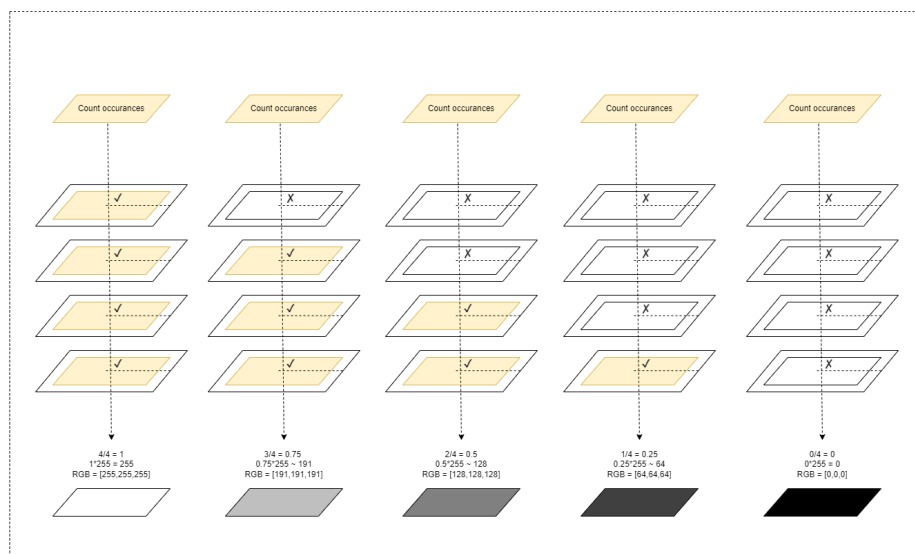 Count occurances
Count occurances
Count occurances
Count occurances
Count occurances
✓
✗
✗
✗
✗
✓
✓
✗
✗
✗
✓
✓
✓
✗
✗
✓
✓
✓
✓
✗
4/4 = 1
1*255 = 255
RGB = [255,255,255]
3/4 = 0.75
0.75*255 ~ 191
RGB = [191,191,191]
2/4 = 0.5
0.5*255 ~ 128
RGB = [128,128,128]
1/4 = 0.25
0.25*255 ~ 64
RGB = [64,64,64]
0/4 = 0
0*255 = 0
RGB = [0,0,0]